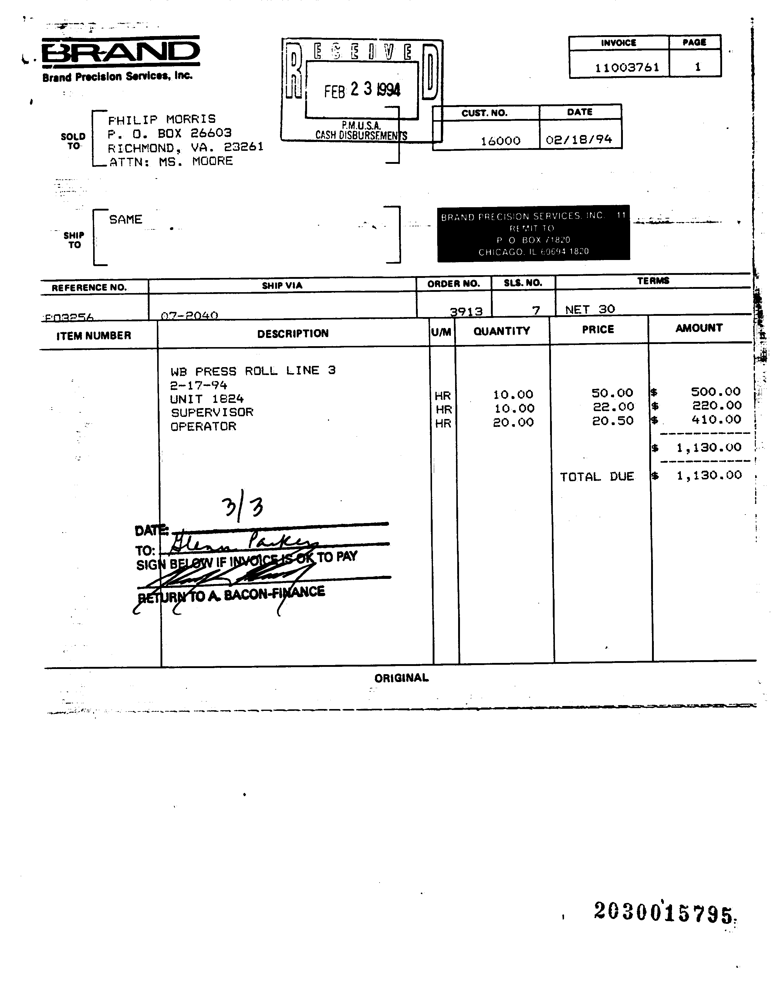 BRAND
Brand Precision Services, Inc.
RECEIVED
FEB 23 1994
P.M.U.S.A.
CASH DISBURSEMENTS
INVOICE PAGE
11003761 1
CUST. NO. DATE
16000 02/18/94
SOLD TO
PHILIP MORRIS
P. O. BOX 26603
RICHMOND, VA. 23261
ATTN: MS. MOORE
SHIP TO
SAME
BRAND PRECISION SERVICES, INC. 11
REMIT TO
P. O. BOX 71820
CHICAGO, IL 60694-1820
REFERENCE NO. SHIP VIA ORDER NO. SLS. NO. TERMS
P03256 07-2040 3913 7 NET 30
ITEM NUMBER DESCRIPTION U/M QUANTITY PRICE AMOUNT
WB PRESS ROLL LINE 3
2-17-94
UNIT 1824 HR 10.00 50.00 $ 500.00
SUPERVISOR HR 10.00 22.00 $ 220.00
OPERATOR HR 20.00 20.50 $ 410.00
$ 1,130.00
TOTAL DUE $ 1,130.00
DATE: 3/3
TO: Glenn Parker
SIGN BELOW IF INVOICE IS OK TO PAY
RETURN TO A. BACON-FINANCE
ORIGINAL
2030015795